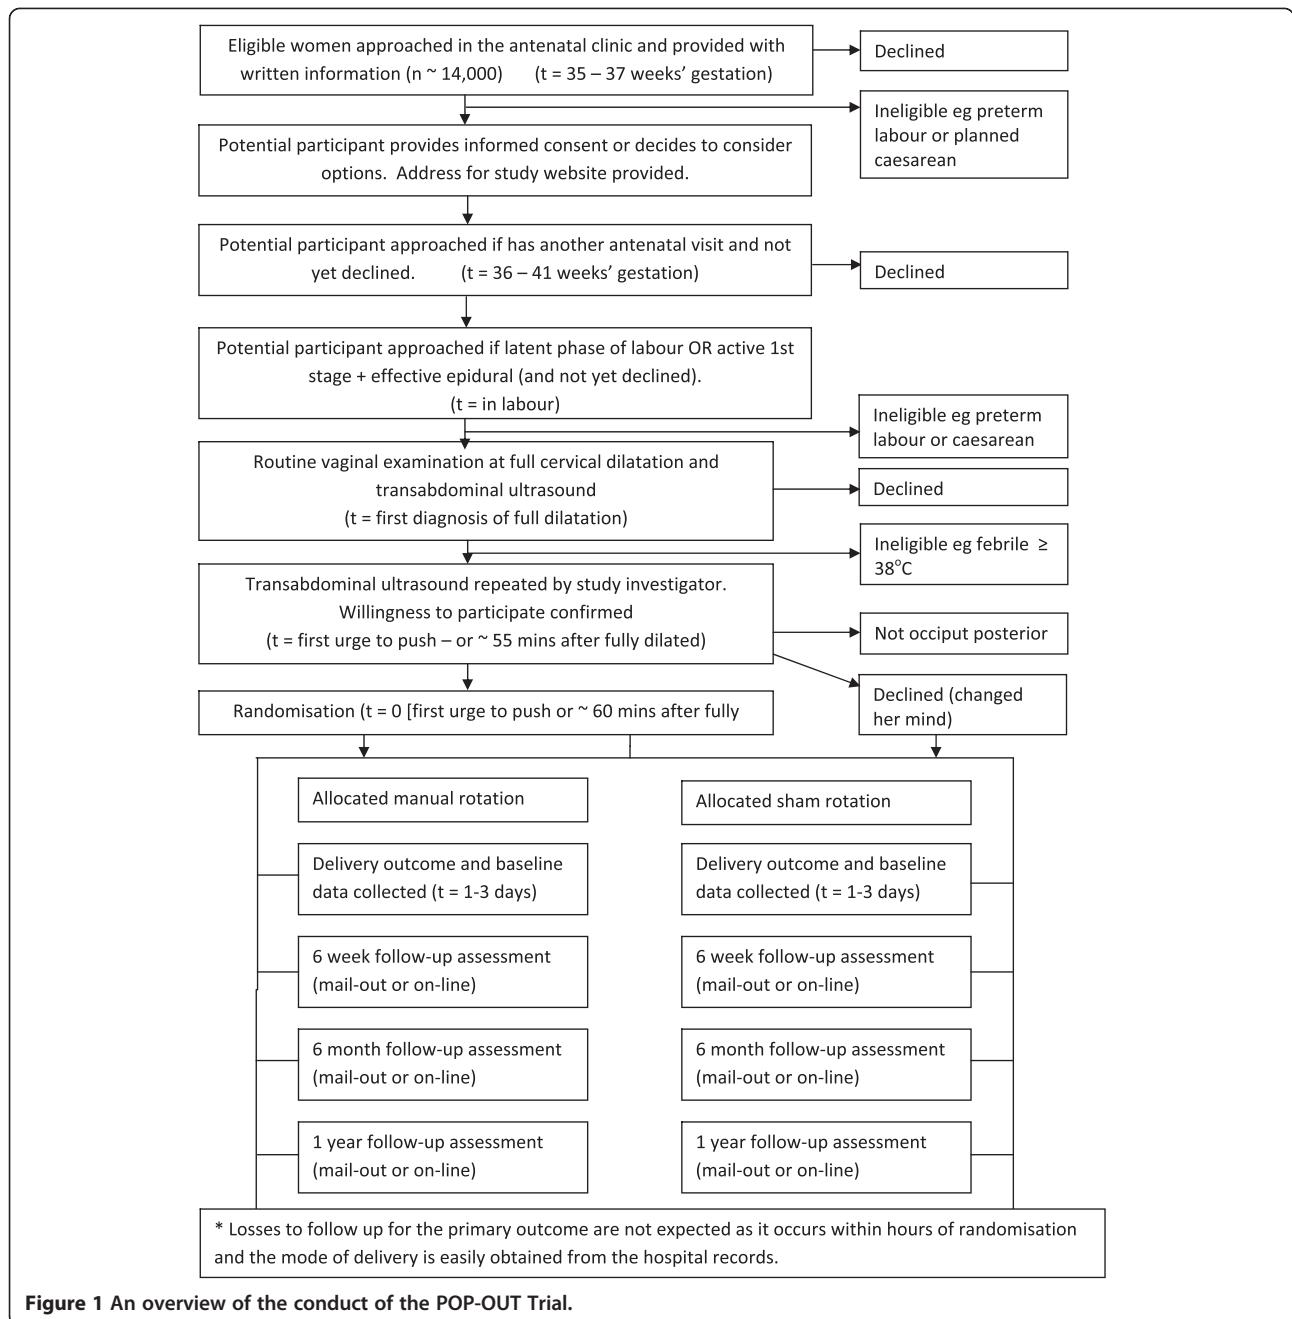 Eligible women approached in the antenatal clinic and provided with
written information (n ~ 14,000) (t = 35 – 37 weeks' gestation)
Declined
Ineligible eg preterm
labour or planned
caesarean
Potential participant provides informed consent or decides to consider
options. Address for study website provided.
Potential participant approached if has another antenatal visit and not
yet declined. (t = 36 – 41 weeks' gestation)
Declined
Potential participant approached if latent phase of labour OR active 1st
stage + effective epidural (and not yet declined).
(t = in labour)
Ineligible eg preterm
labour or caesarean
Routine vaginal examination at full cervical dilatation and
transabdominal ultrasound
(t = first diagnosis of full dilatation)
Declined
Ineligible eg febrile ≥
38°C
Transabdominal ultrasound repeated by study investigator.
Willingness to participate confirmed
(t = first urge to push – or ~ 55 mins after fully dilated)
Not occiput posterior
Declined (changed
her mind)
Randomisation (t = 0 [first urge to push or ~ 60 mins after fully
Allocated manual rotation
Allocated sham rotation
Delivery outcome and baseline
data collected (t = 1-3 days)
Delivery outcome and baseline
data collected (t = 1-3 days)
6 week follow-up assessment
(mail-out or on-line)
6 week follow-up assessment
(mail-out or on-line)
6 month follow-up assessment
(mail-out or on-line)
6 month follow-up assessment
(mail-out or on-line)
1 year follow-up assessment
(mail-out or on-line)
1 year follow-up assessment
(mail-out or on-line)
* Losses to follow up for the primary outcome are not expected as it occurs within hours of randomisation
and the mode of delivery is easily obtained from the hospital records.
Figure 1 An overview of the conduct of the POP-OUT Trial.